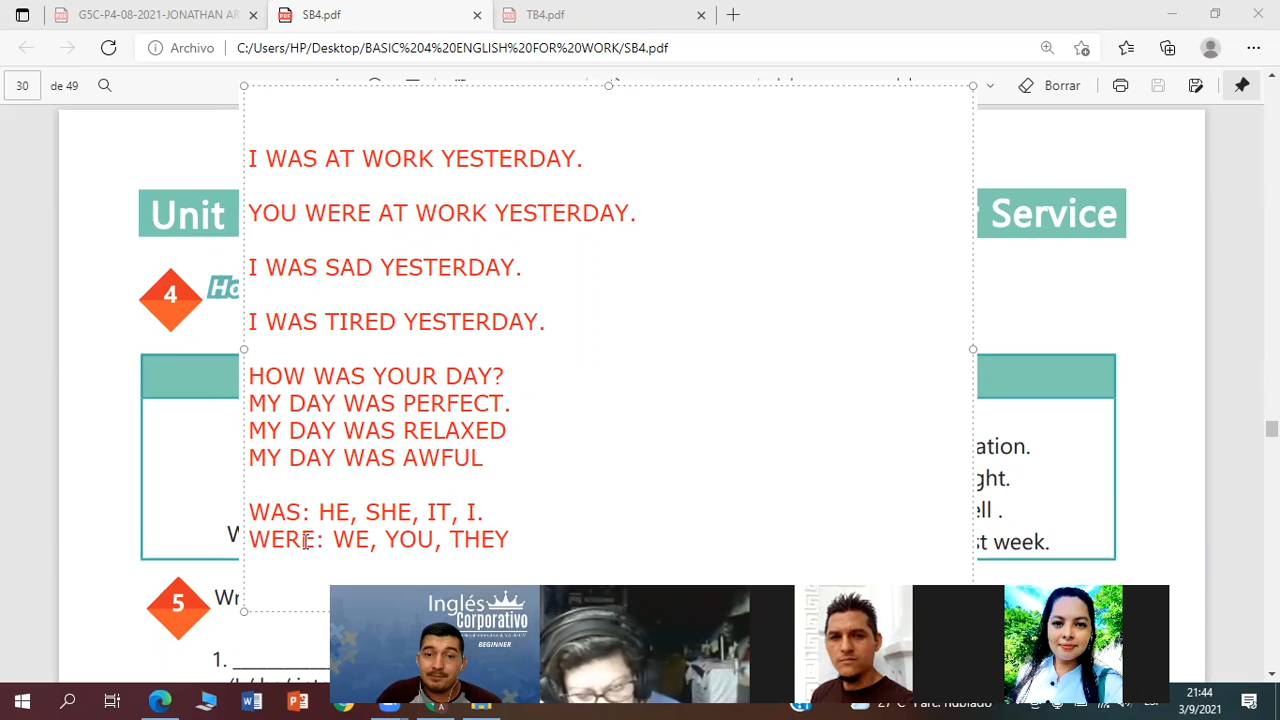 G5C-P4-08-2021-JONATHAN AR
SB4.pdf
TB4.pdf
Archivo
C:/Users/HP/Desktop/BASIC%204%20ENGLISH%20FOR%20WORK/SB4.pdf
30
de 49
Borrar
Unit
Service
4
Ho
I WAS AT WORK YESTERDAY.
YOU WERE AT WORK YESTERDAY.
I WAS SAD YESTERDAY.
I WAS TIRED YESTERDAY.
HOW WAS YOUR DAY?
MY DAY WAS PERFECT.
MY DAY WAS RELAXED
MY DAY WAS AWFUL
WAS: HE, SHE, IT, I.
WERE: WE, YOU, THEY
ation.
ght.
ell .
W
st week.
5
Wr
1.
Inglés
Corporativo
BEGINNER
21:44
3/9/2021